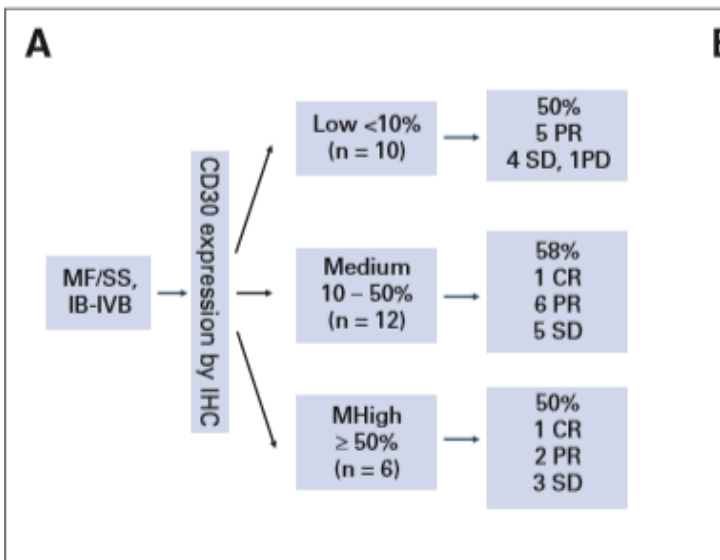 A
MF/SS,
IB-IVB
CD30 expression by IHC
Low <10%
(n = 10)
50%
5 PR
4 SD, 1PD
Medium
10 – 50%
(n = 12)
58%
1 CR
6 PR
5 SD
MHigh
≥ 50%
(n = 6)
50%
1 CR
2 PR
3 SD